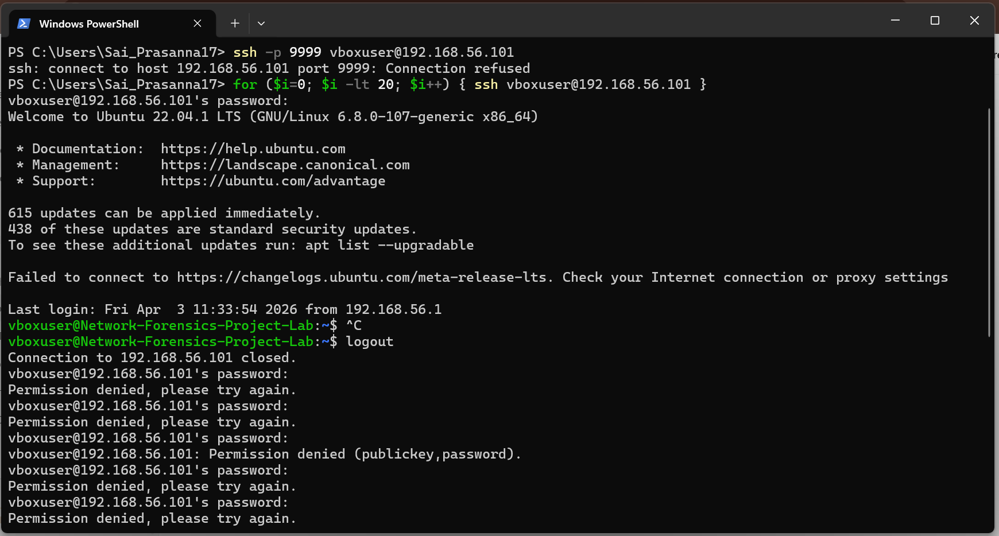 Windows PowerShell
PS C:\Users\Sai_Prasanna17> ssh -p 9999 vboxuser@192.168.56.101
ssh: connect to host 192.168.56.101 port 9999: Connection refused
PS C:\Users\Sai_Prasanna17> for ($i=0; $i -lt 20; $i++) { ssh vboxuser@192.168.56.101 }
vboxuser@192.168.56.101's password:
Welcome to Ubuntu 22.04.1 LTS (GNU/Linux 6.8.0-107-generic x86_64)

 * Documentation:  https://help.ubuntu.com
 * Management:     https://landscape.canonical.com
 * Support:        https://ubuntu.com/advantage

615 updates can be applied immediately.
438 of these updates are standard security updates.
To see these additional updates run: apt list --upgradable

Failed to connect to https://changelogs.ubuntu.com/meta-release-lts. Check your Internet connection or proxy settings

Last login: Fri Apr  3 11:33:54 2026 from 192.168.56.1
vboxuser@Network-Forensics-Project-Lab:~$ ^C
vboxuser@Network-Forensics-Project-Lab:~$ logout
Connection to 192.168.56.101 closed.
vboxuser@192.168.56.101's password:
Permission denied, please try again.
vboxuser@192.168.56.101's password:
Permission denied, please try again.
vboxuser@192.168.56.101's password:
vboxuser@192.168.56.101: Permission denied (publickey,password).
vboxuser@192.168.56.101's password:
Permission denied, please try again.
vboxuser@192.168.56.101's password:
Permission denied, please try again.